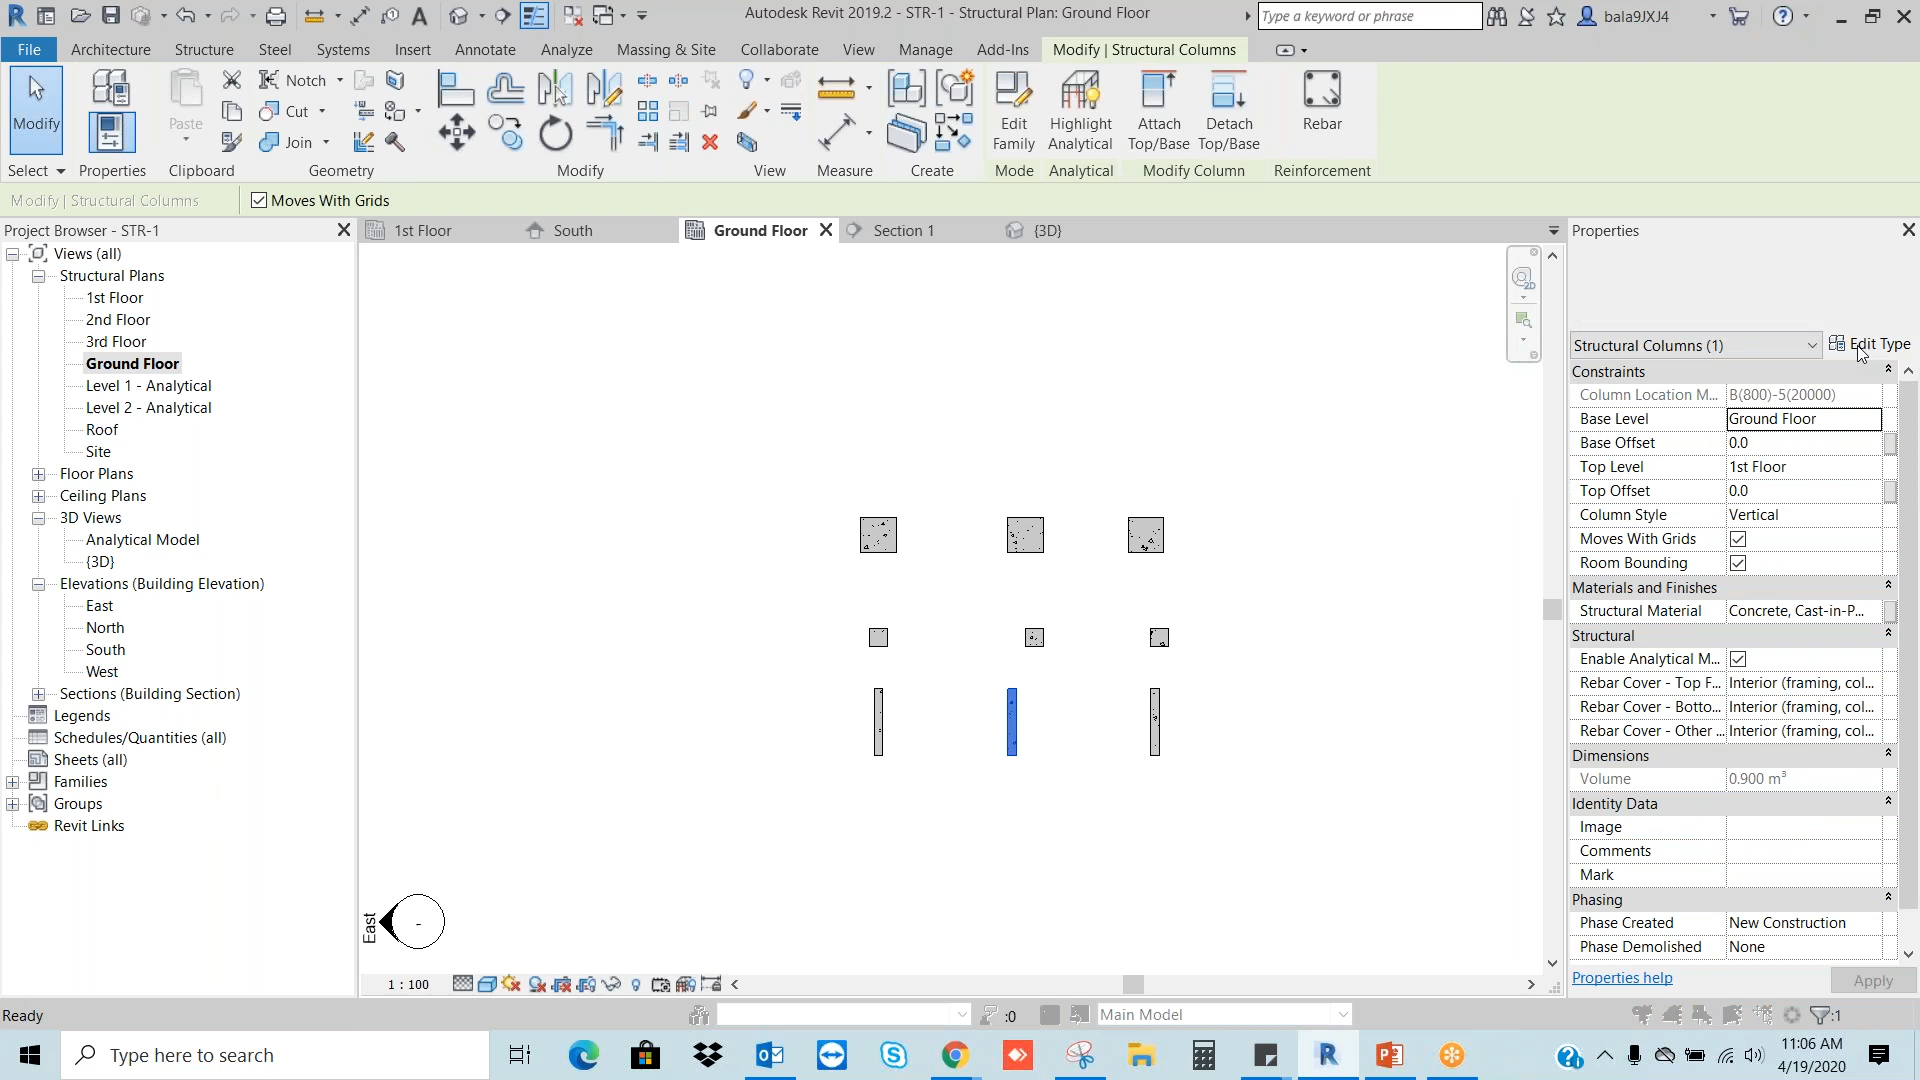 Autodesk Revit 2019.2 - STR-1 - Structural Plan: Ground Floor
Type a keyword or phrase
bala9JXJ4
File Architecture Structure Steel Systems Insert Annotate Analyze Massing & Site Collaborate View Manage Add-Ins Modify | Structural Columns
Modify
Paste
Notch
Cut
Join
Edit Family
Highlight Analytical
Attach Top/Base
Detach Top/Base
Rebar
Select Properties Clipboard Geometry Modify View Measure Create Mode Analytical Modify Column Reinforcement
Modify | Structural Columns
Moves With Grids
Project Browser - STR-1
1st Floor South Ground Floor Section 1 {3D}
Properties
Views (all)
Structural Plans
1st Floor
2nd Floor
3rd Floor
Ground Floor
Level 1 - Analytical
Level 2 - Analytical
Roof
Site
Floor Plans
Ceiling Plans
3D Views
Analytical Model
{3D}
Elevations (Building Elevation)
East
North
South
West
Sections (Building Section)
Legends
Schedules/Quantities (all)
Sheets (all)
Families
Groups
Revit Links
2D
East
-
1 : 100
Structural Columns (1) Edit Type
Constraints
Column Location M... B(800)-5(20000)
Base Level Ground Floor
Base Offset 0.0
Top Level 1st Floor
Top Offset 0.0
Column Style Vertical
Moves With Grids
Room Bounding
Materials and Finishes
Structural Material Concrete, Cast-in-P...
Structural
Enable Analytical M...
Rebar Cover - Top F... Interior (framing, col...
Rebar Cover - Botto... Interior (framing, col...
Rebar Cover - Other ... Interior (framing, col...
Dimensions
Volume 0.900 m³
Identity Data
Image
Comments
Mark
Phasing
Phase Created New Construction
Phase Demolished None
Properties help Apply
Ready :0 Main Model :1
Type here to search
11:06 AM
4/19/2020